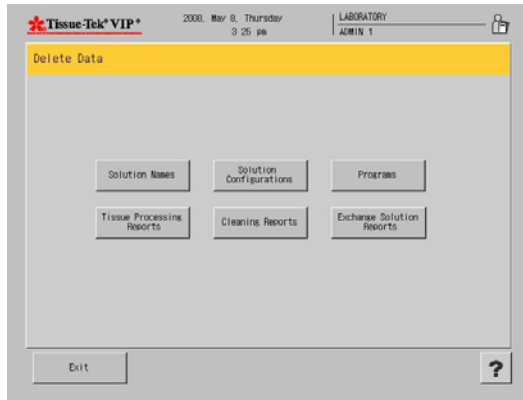 Tissue-Tek® VIP®
2008, May 8, Thursday
3 25 pm
LABORATORY
ADMIN 1
Delete Data
Solution Names
Solution
Configurations
Programs
Tissue Processing
Reports
Cleaning Reports
Exchange Solution
Reports
Exit
?